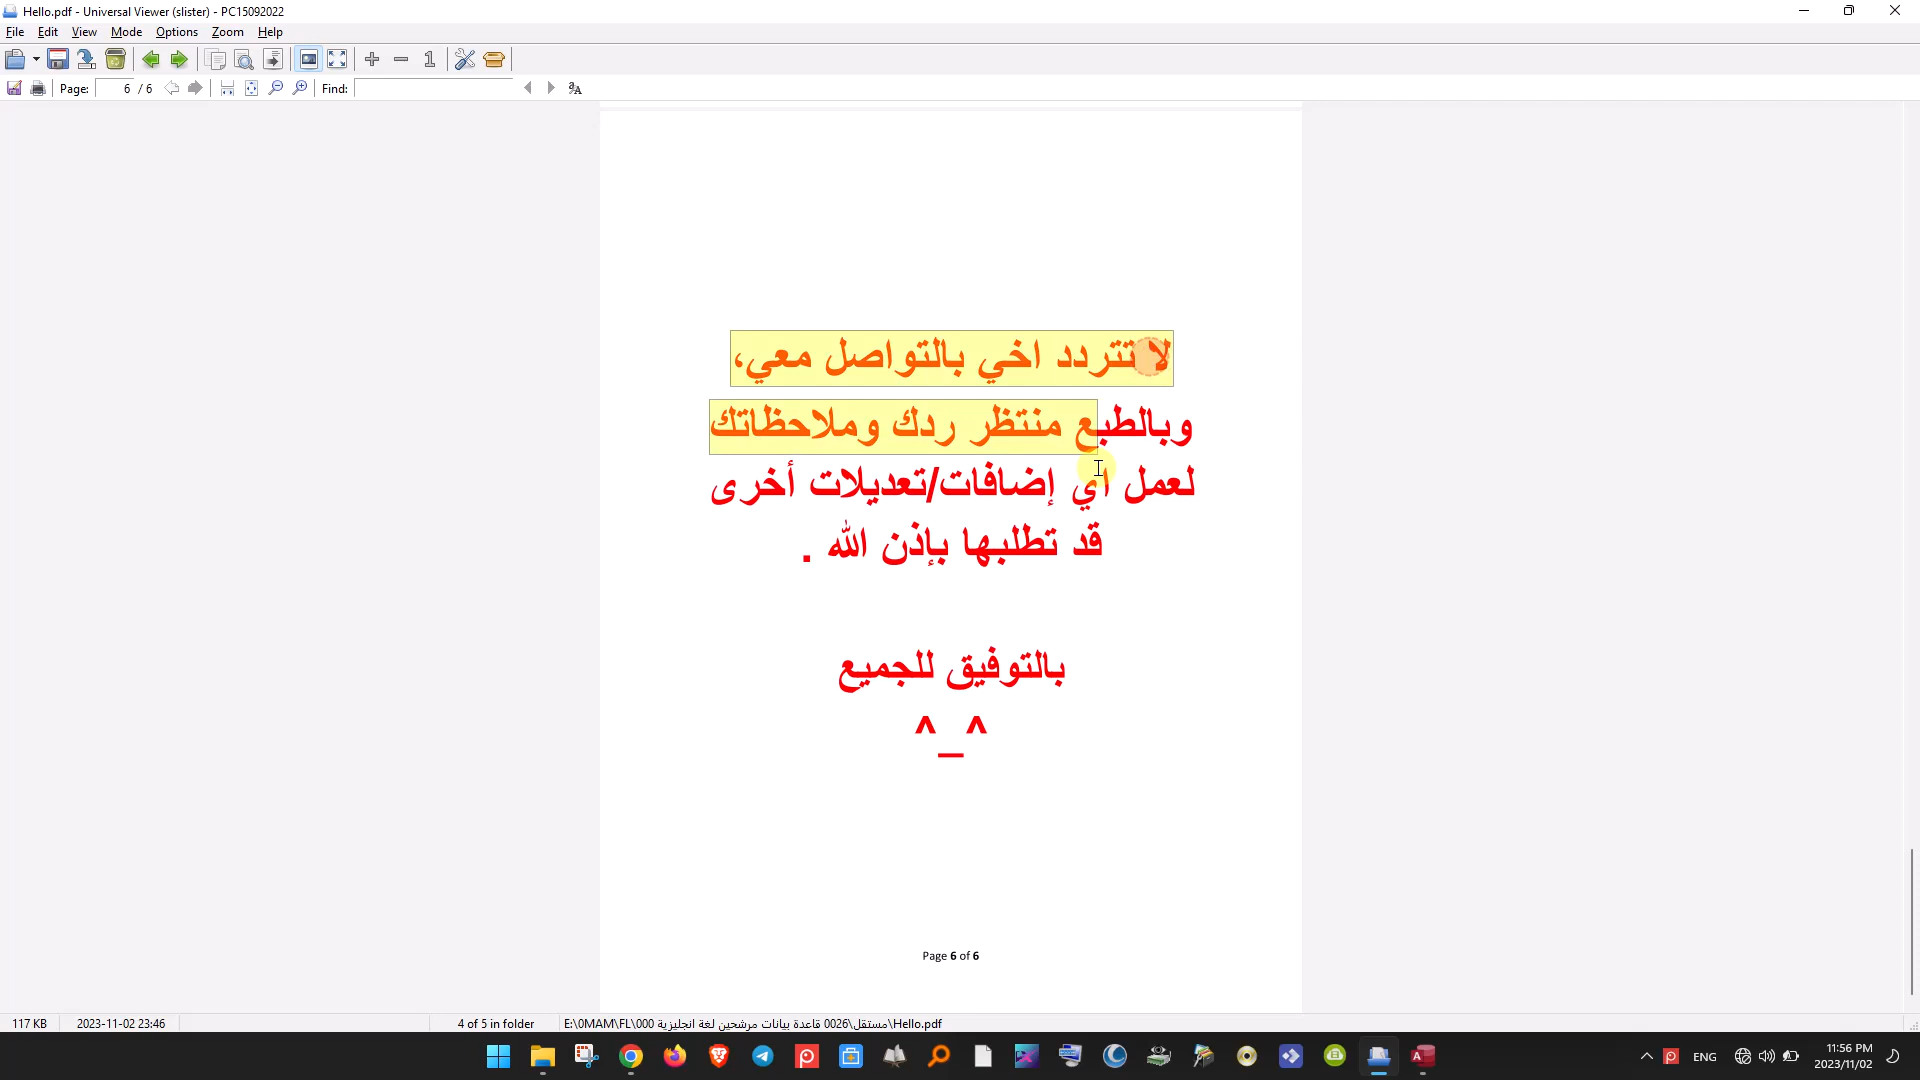 Hello.pdf - Universal Viewer (slister) - PC15092022
File Edit View Mode Options Zoom Help
Page: 6 / 6 Find:
لا تتردد اخي بالتواصل معي،
وبالطبع منتظر ردك وملاحظاتك
لعمل أي إضافات/تعديلات أخرى
قد تطلبها بإذن الله .
بالتوفيق للجميع
^_^
Page 6 of 6
117 KB 2023-11-02 23:46 4 of 5 in folder E:\0MAM\FL\000 مستقل\0026 قاعدة بيانات مرشحين لغة انجليزية\Hello.pdf
ENG 11:56 PM
2023/11/02